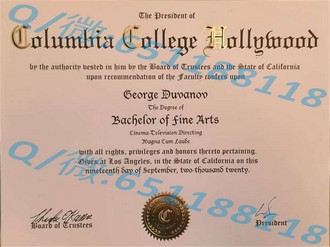 The President of
Columbia College Hollywood
by the authority vested in him by the Board of Trustees and the State of California
upon recommendation of the Faculty confers upon
George Duvanov
The Degree of
Bachelor of Fine Arts
Cinema-Television Directing
Magna Cum Laude
with all rights, privileges and honors thereto pertaining.
Given at Los Angeles, in the State of California on this
nineteenth day of September, two-thousand twenty.
Board of Trustees
President
Q/微:651188118
Q/微:651188118